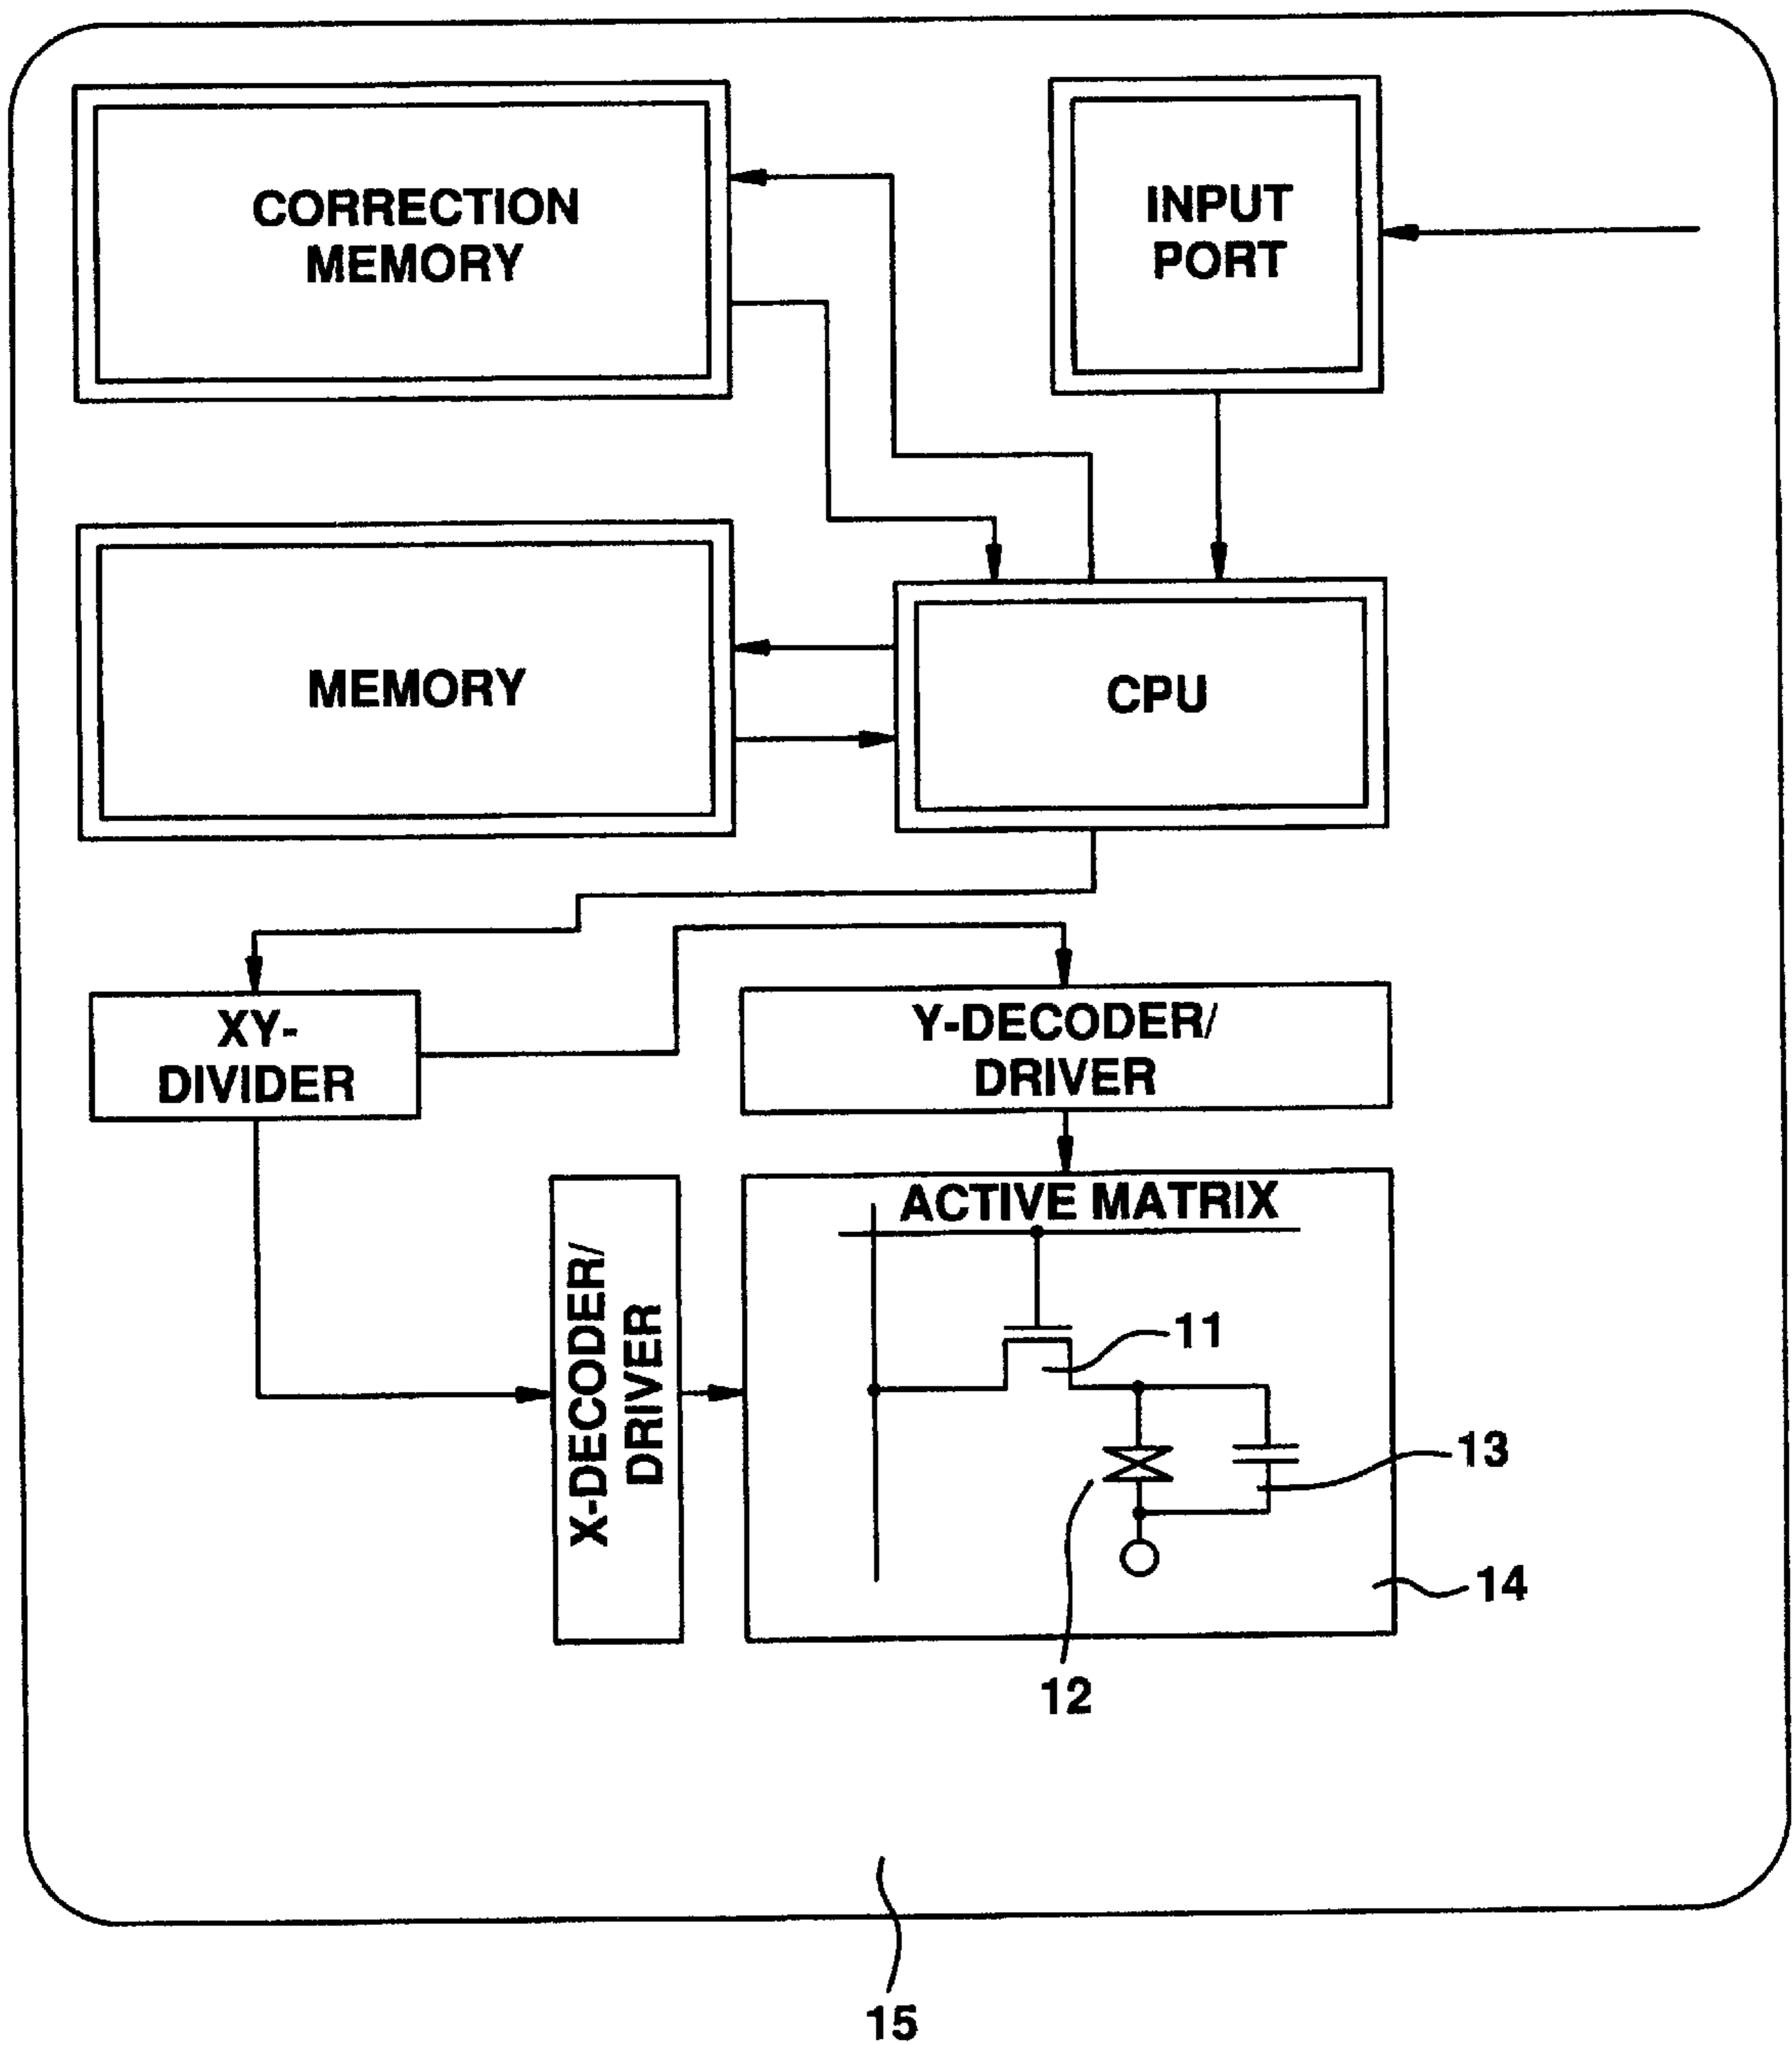 CORRECTION
MEMORY
INPUT
PORT
MEMORY
CPU
XY-
DIVIDER
Y-DECODER/
DRIVER
X-DECODER/
DRIVER
ACTIVE MATRIX
11
13
14
12
15